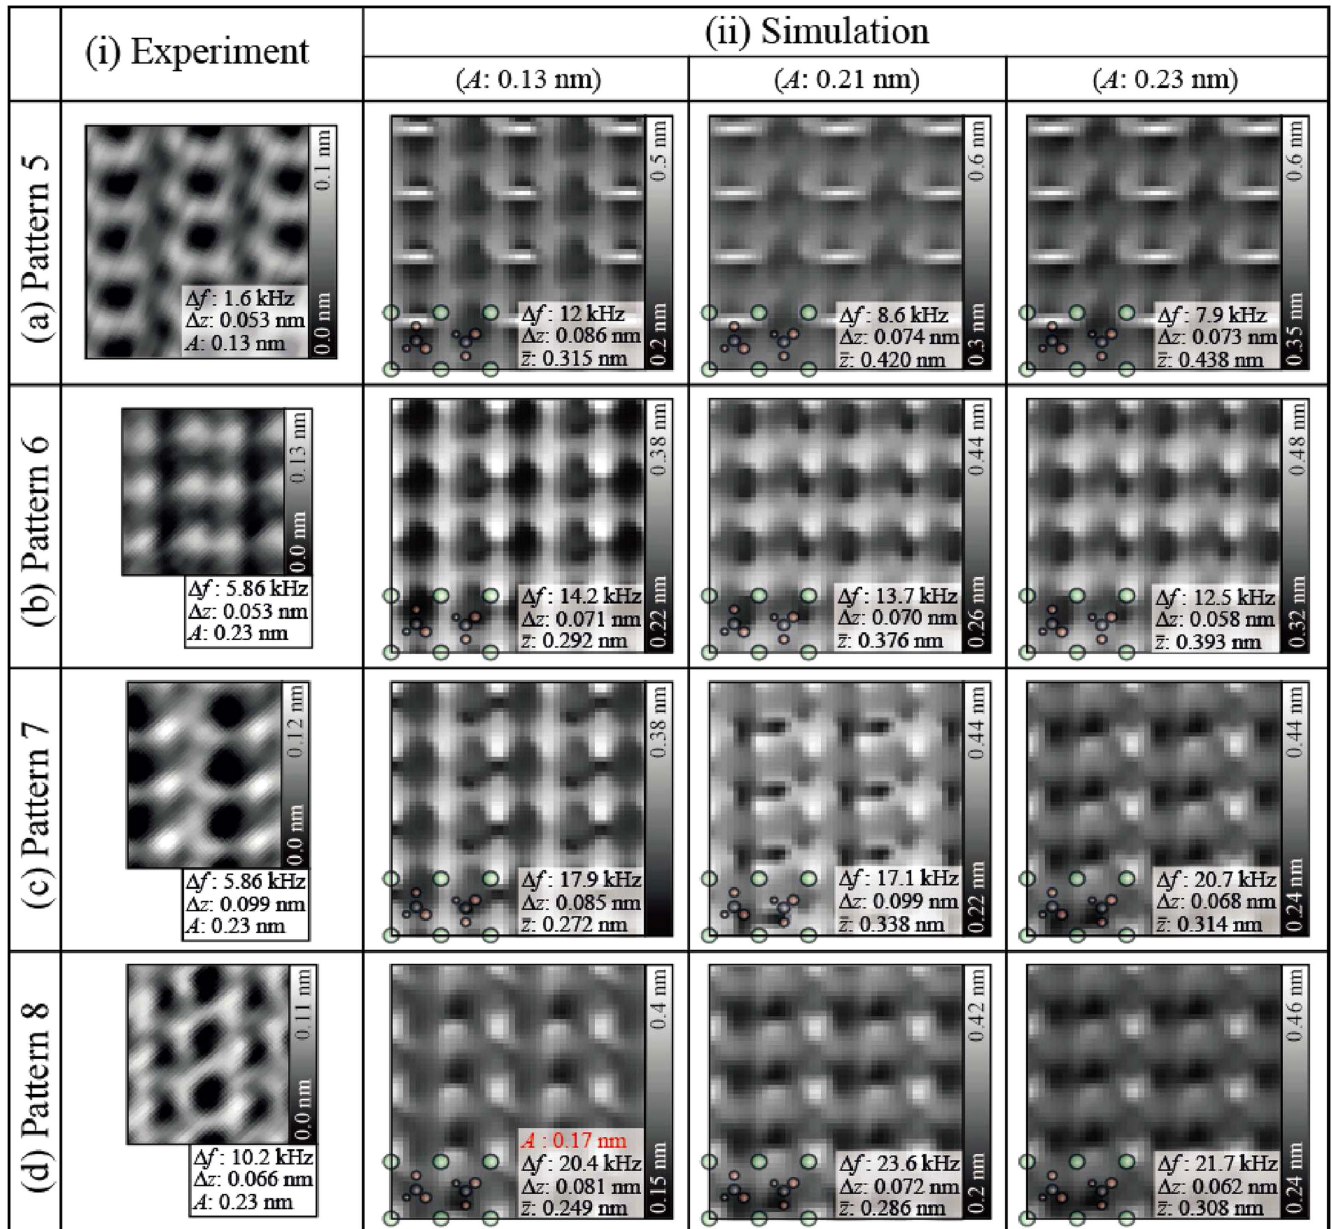 (i) Experiment
(ii) Simulation
(A: 0.13 nm)
(A: 0.21 nm)
(A: 0.23 nm)
(a) Pattern 5
0.1 nm
0.0 nm
Δf : 1.6 kHz
Δz: 0.053 nm
A: 0.13 nm
0.5 nm
0.2 nm
Δf : 12 kHz
Δz: 0.086 nm
z̄: 0.315 nm
0.6 nm
0.3 nm
Δf : 8.6 kHz
Δz: 0.074 nm
z̄: 0.420 nm
0.6 nm
0.35 nm
Δf : 7.9 kHz
Δz: 0.073 nm
z̄: 0.438 nm
(b) Pattern 6
0.13 nm
0.0 nm
Δf : 5.86 kHz
Δz: 0.053 nm
A: 0.23 nm
0.38 nm
0.22 nm
Δf : 14.2 kHz
Δz: 0.071 nm
z̄: 0.292 nm
0.44 nm
0.26 nm
Δf : 13.7 kHz
Δz: 0.070 nm
z̄: 0.376 nm
0.48 nm
0.32 nm
Δf : 12.5 kHz
Δz: 0.058 nm
z̄: 0.393 nm
(c) Pattern 7
0.12 nm
0.0 nm
Δf : 5.86 kHz
Δz: 0.099 nm
A: 0.23 nm
0.38 nm
Δf : 17.9 kHz
Δz: 0.085 nm
z̄: 0.272 nm
0.44 nm
0.22 nm
Δf : 17.1 kHz
Δz: 0.099 nm
z̄: 0.338 nm
0.44 nm
0.24 nm
Δf : 20.7 kHz
Δz: 0.068 nm
z̄: 0.314 nm
(d) Pattern 8
0.11 nm
0.0 nm
Δf : 10.2 kHz
Δz: 0.066 nm
A: 0.23 nm
0.4 nm
0.15 nm
A : 0.17 nm
Δf : 20.4 kHz
Δz: 0.081 nm
z̄: 0.249 nm
0.42 nm
0.2 nm
Δf : 23.6 kHz
Δz: 0.072 nm
z̄: 0.286 nm
0.46 nm
0.24 nm
Δf : 21.7 kHz
Δz: 0.062 nm
z̄: 0.308 nm